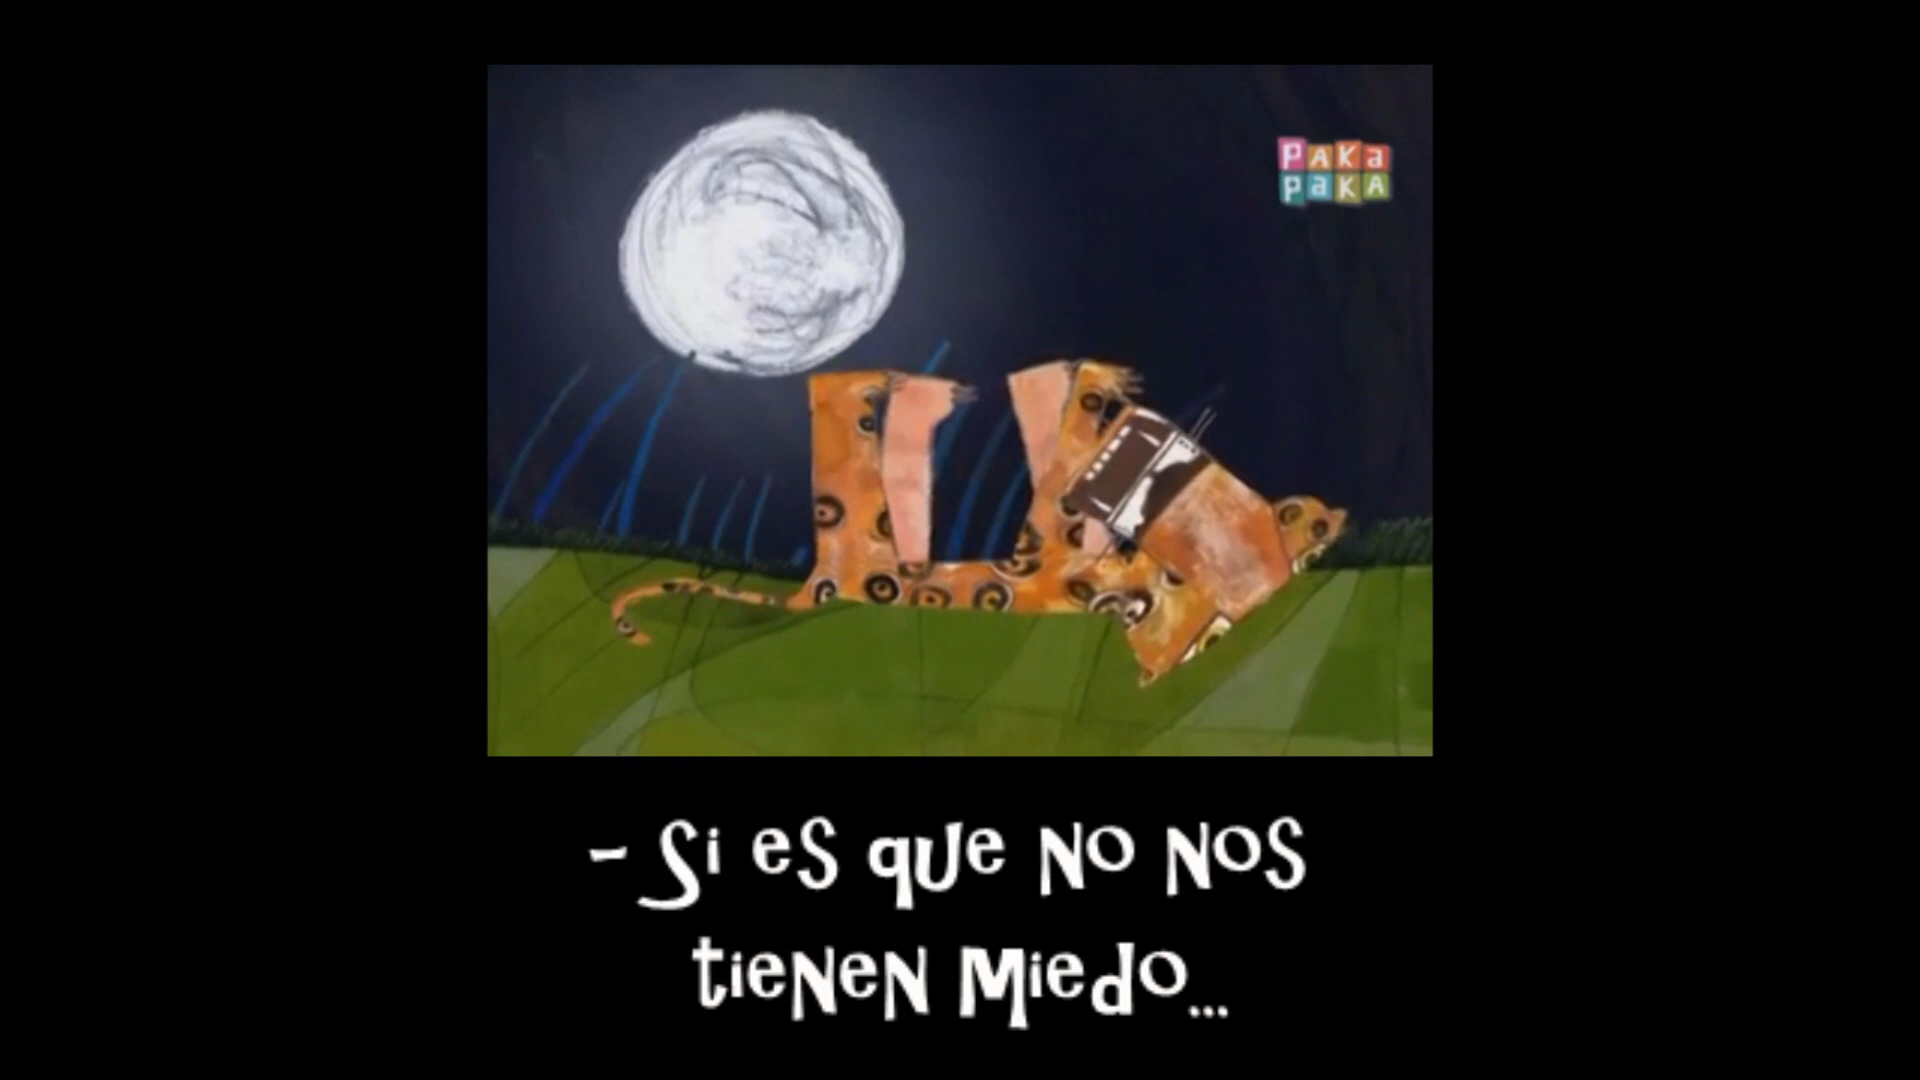 PAKa
paKA
- Si es que no nos
tienen miedo...